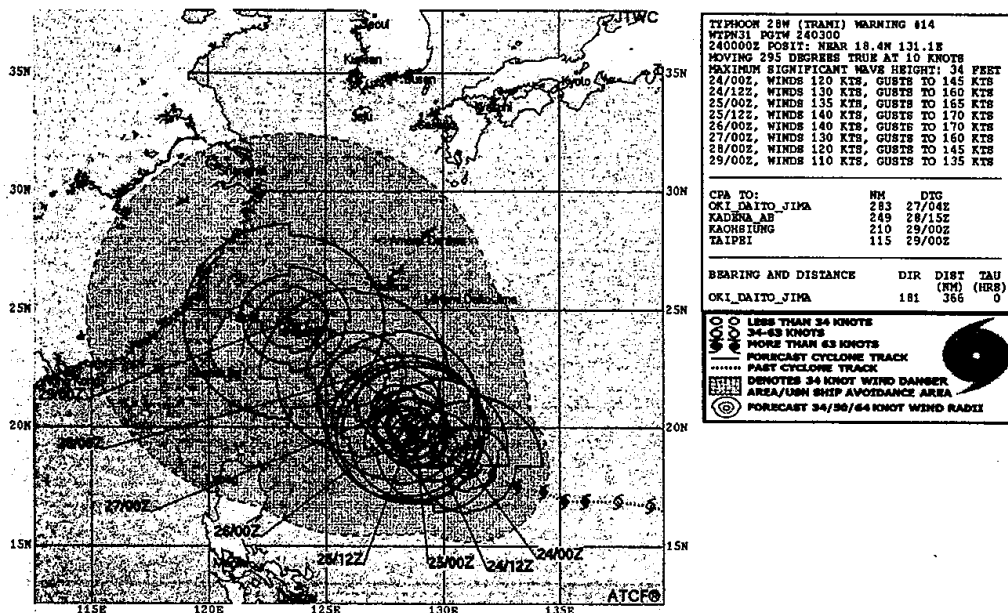 JTWC
Seoul
Kunsan
Busan
Jeju
Kyoto
Shanghai
35N
30N
25N
20N
15N
35N
30N
25N
20N
15N
29/00Z
28/00Z
27/00Z
26/00Z
25/12Z
25/00Z
24/12Z
24/00Z
115E
120E
125E
130E
135E
ATCF®
TYPHOON 28W (TRAMI) WARNING #14
WTPN31 PGTW 240300
240000Z POSIT: NEAR 18.4N 131.1E
MOVING 295 DEGREES TRUE AT 10 KNOTS
MAXIMUM SIGNIFICANT WAVE HEIGHT: 34 FEET
24/00Z, WINDS 120 KTS, GUSTS TO 145 KTS
24/12Z, WINDS 130 KTS, GUSTS TO 160 KTS
25/00Z, WINDS 135 KTS, GUSTS TO 165 KTS
25/12Z, WINDS 140 KTS, GUSTS TO 170 KTS
26/00Z, WINDS 140 KTS, GUSTS TO 170 KTS
27/00Z, WINDS 130 KTS, GUSTS TO 160 KTS
28/00Z, WINDS 120 KTS, GUSTS TO 145 KTS
29/00Z, WINDS 110 KTS, GUSTS TO 135 KTS
CPA TO: NM DTG
OKI_DAITO_JIMA 283 27/04Z
KADENA_AB 249 28/15Z
KAOHSIUNG 210 29/00Z
TAIPEI 115 29/00Z
BEARING AND DISTANCE DIR DIST TAU
(NM) (HRS)
OKI_DAITO_JIMA 181 366 0
LESS THAN 34 KNOTS
34-63 KNOTS
MORE THAN 63 KNOTS
FORECAST CYCLONE TRACK
PAST CYCLONE TRACK
DENOTES 34 KNOT WIND DANGER
AREA/USN SHIP AVOIDANCE AREA
FORECAST 34/50/64 KNOT WIND RADII